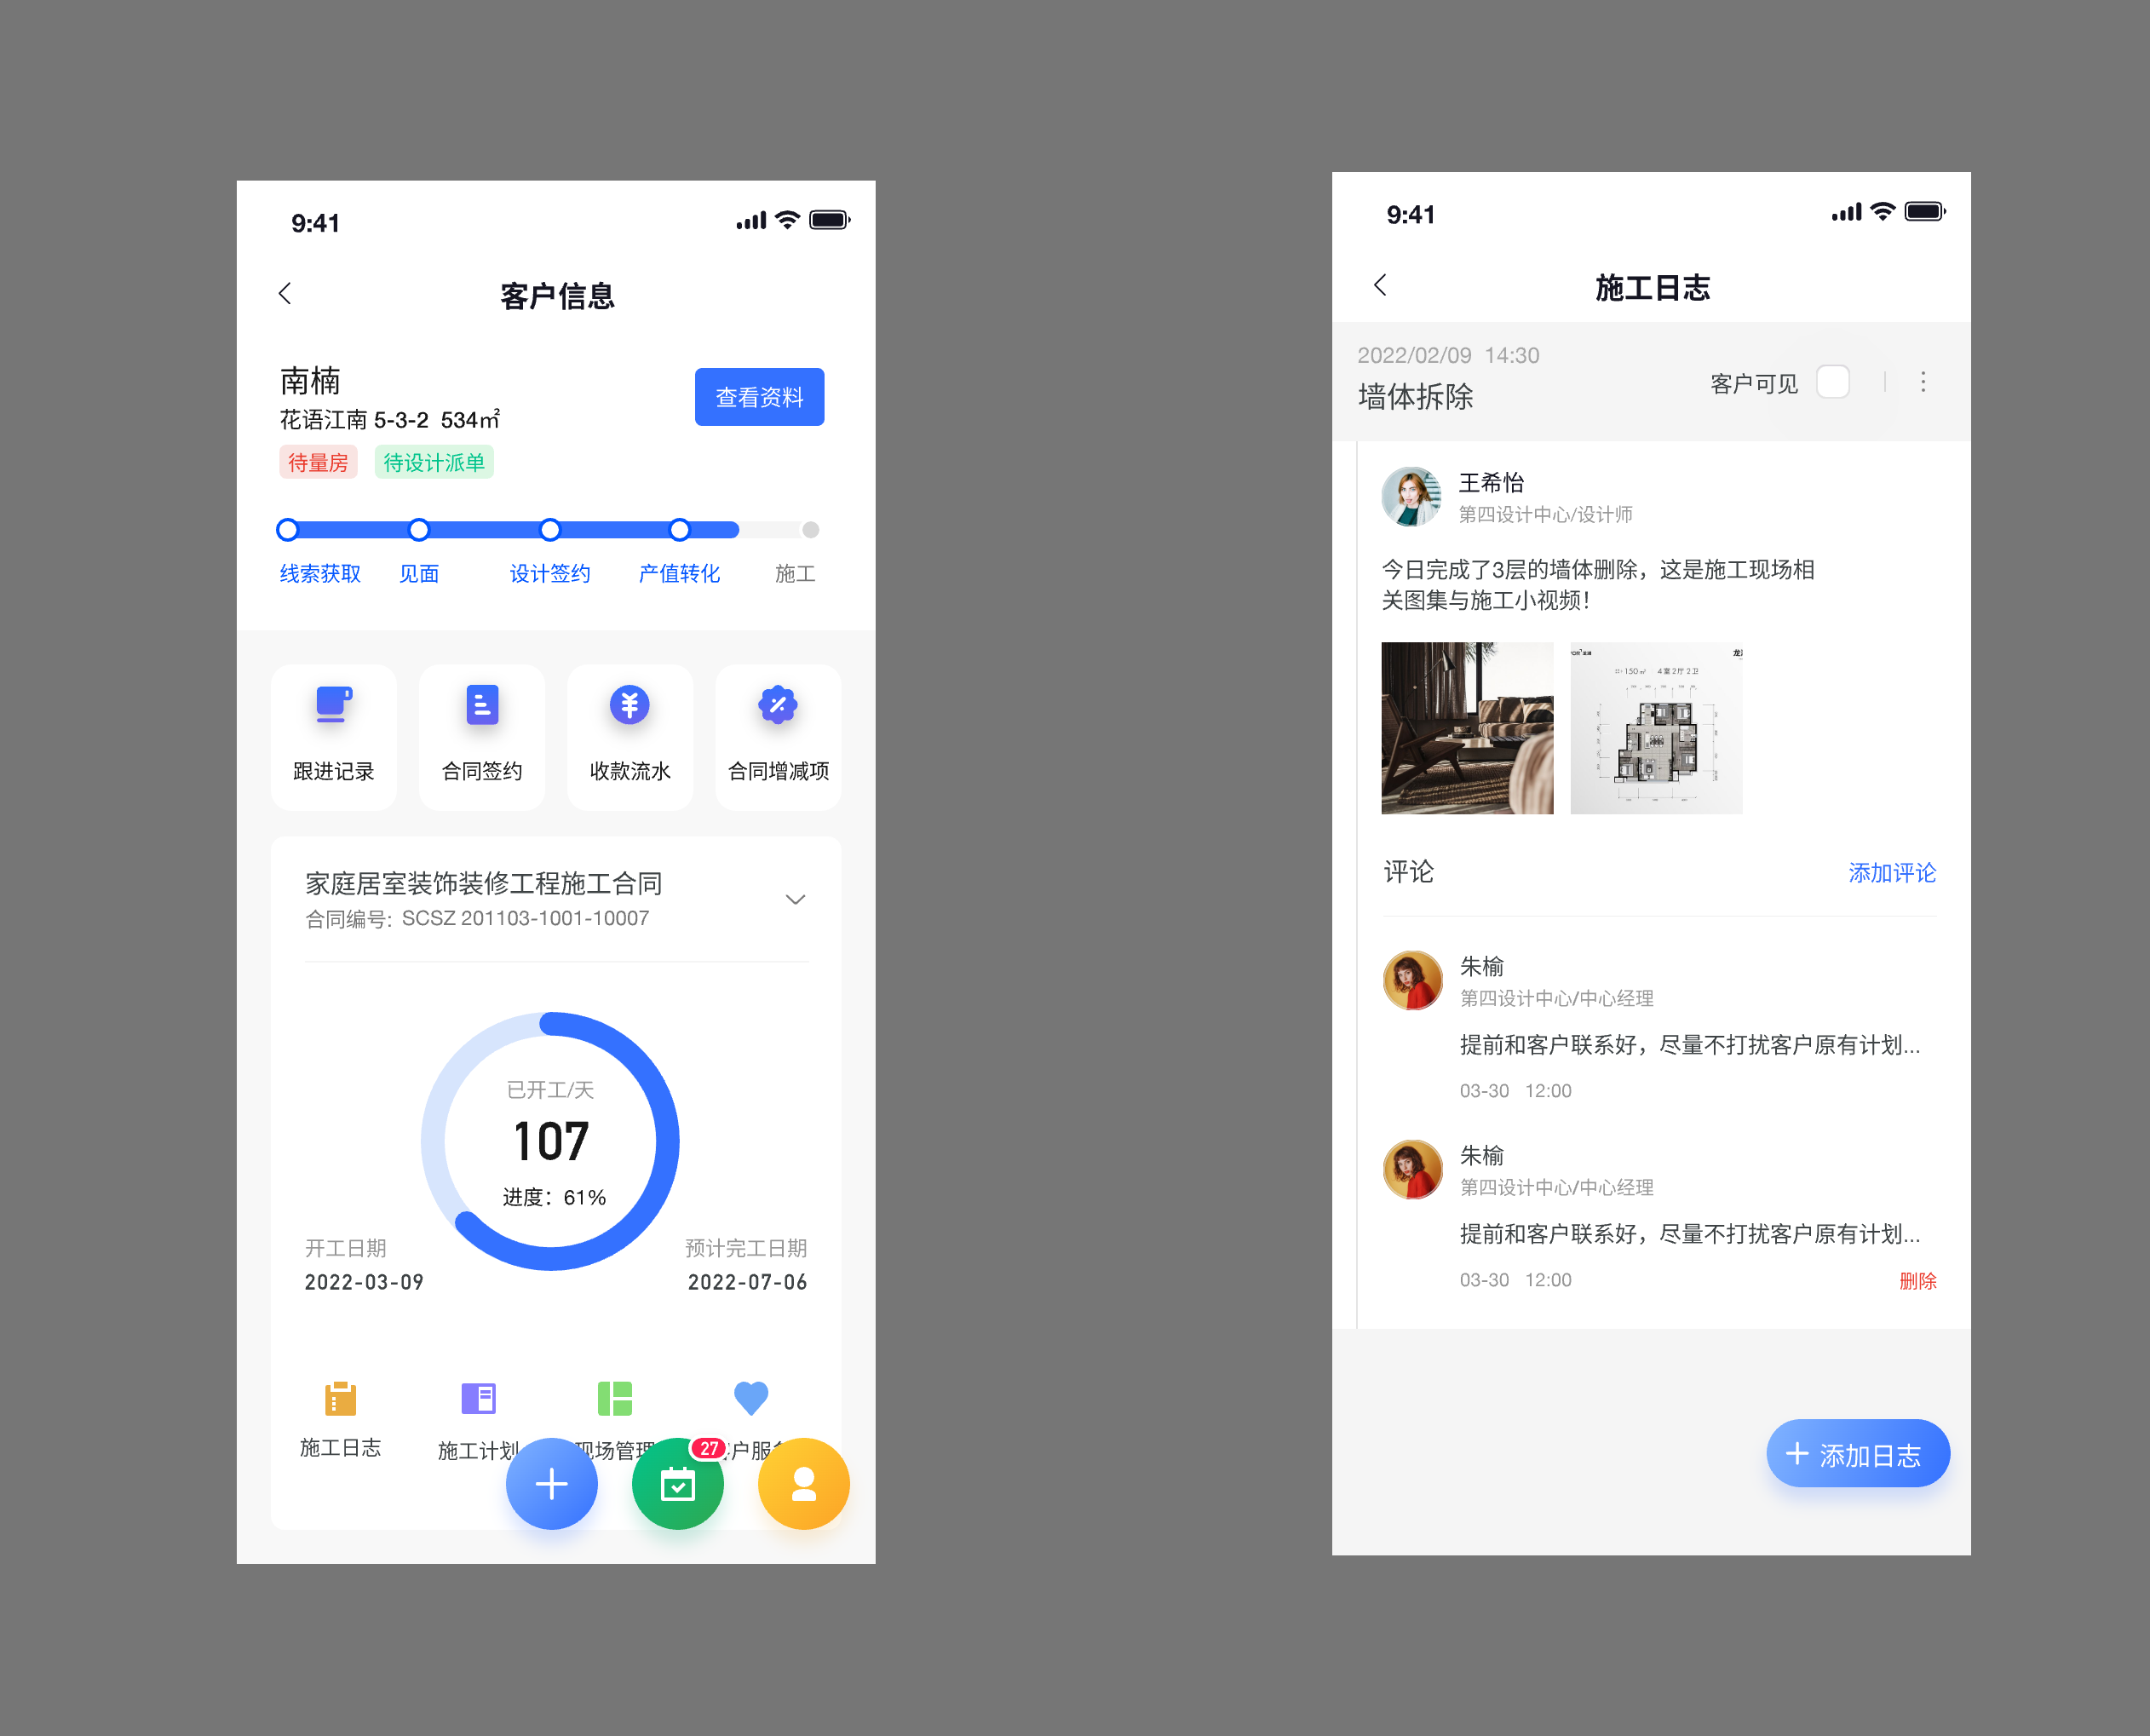 9:41
客户信息
南楠
花语江南 5-3-2 534㎡
查看资料
待量房 待设计派单
线索获取 见面 设计签约 产值转化 施工
跟进记录 合同签约 收款流水 合同增减项
家庭居室装饰装修工程施工合同
合同编号: SCSZ 201103-1001-10007
已开工/天
107
进度：61%
开工日期 预计完工日期
2022-03-09 2022-07-06
施工日志 施工计划 现场管理 户服
27
9:41
施工日志
2022/02/09 14:30
墙体拆除
客户可见
王希怡
第四设计中心/设计师
今日完成了3层的墙体删除，这是施工现场相
关图集与施工小视频！
150 m² 4室2厅2卫
评论 添加评论
朱榆
第四设计中心/中心经理
提前和客户联系好，尽量不打扰客户原有计划...
03-30 12:00
朱榆
第四设计中心/中心经理
提前和客户联系好，尽量不打扰客户原有计划...
03-30 12:00 删除
添加日志